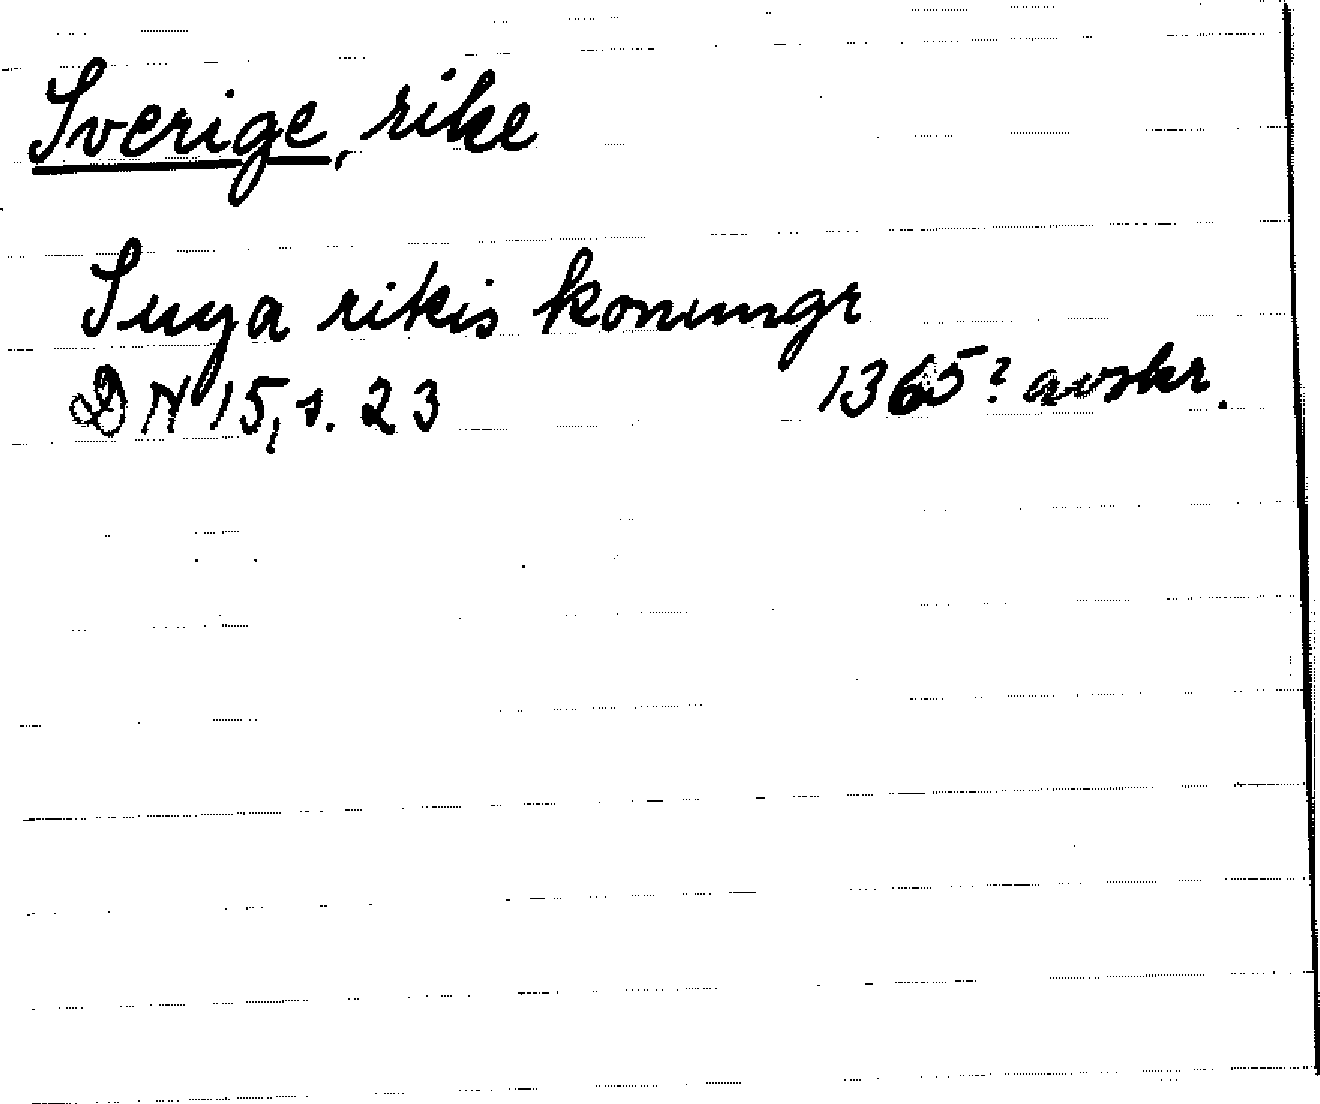 Sverige, rike
Suya rikis konungr
DN 15, s. 23 1365? avskr.